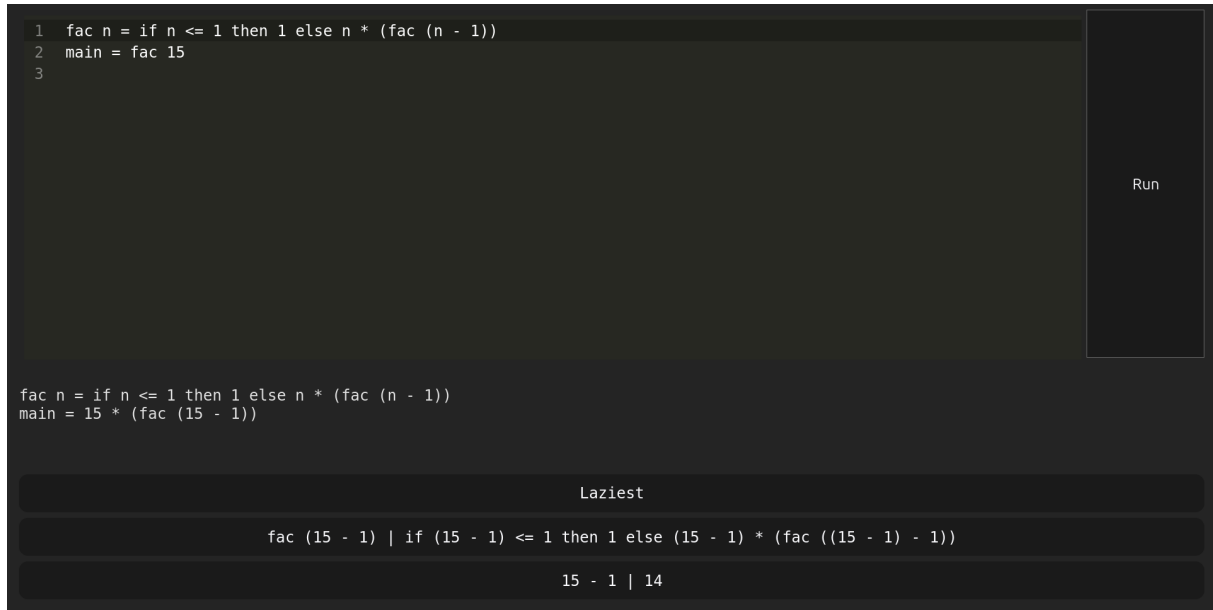 1 fac n = if n <= 1 then 1 else n * (fac (n - 1))
2 main = fac 15
3
Run
fac n = if n <= 1 then 1 else n * (fac (n - 1))
main = 15 * (fac (15 - 1))
Laziest
fac (15 - 1) | if (15 - 1) <= 1 then 1 else (15 - 1) * (fac ((15 - 1) - 1))
15 - 1 | 14